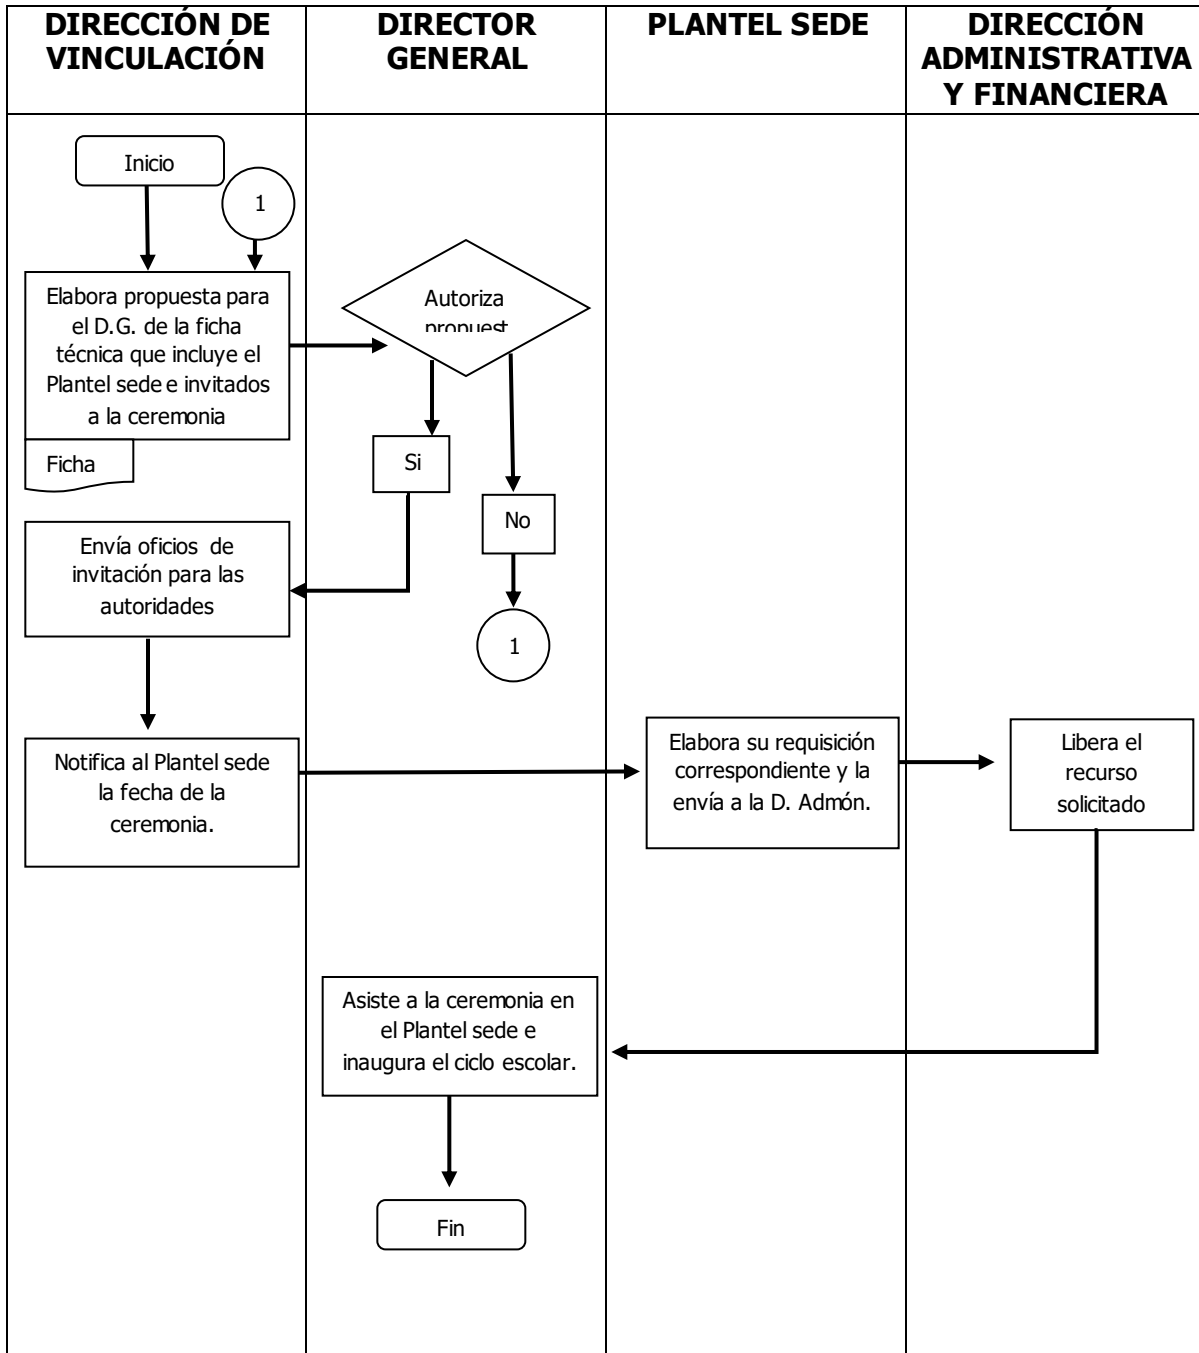 DIRECCIÓN DE
VINCULACIÓN
DIRECTOR
GENERAL
PLANTEL SEDE
DIRECCIÓN
ADMINISTRATIVA
Y FINANCIERA
Inicio
1
Elabora propuesta para
el D.G. de la ficha
técnica que incluye el
Plantel sede e invitados
a la ceremonia
Ficha
Autoriza
propuest
Si
No
1
Envía oficios de
invitación para las
autoridades
Notifica al Plantel sede
la fecha de la
ceremonia.
Elabora su requisición
correspondiente y la
envía a la D. Admón.
Libera el
recurso
solicitado
Asiste a la ceremonia en
el Plantel sede e
inaugura el ciclo escolar.
Fin